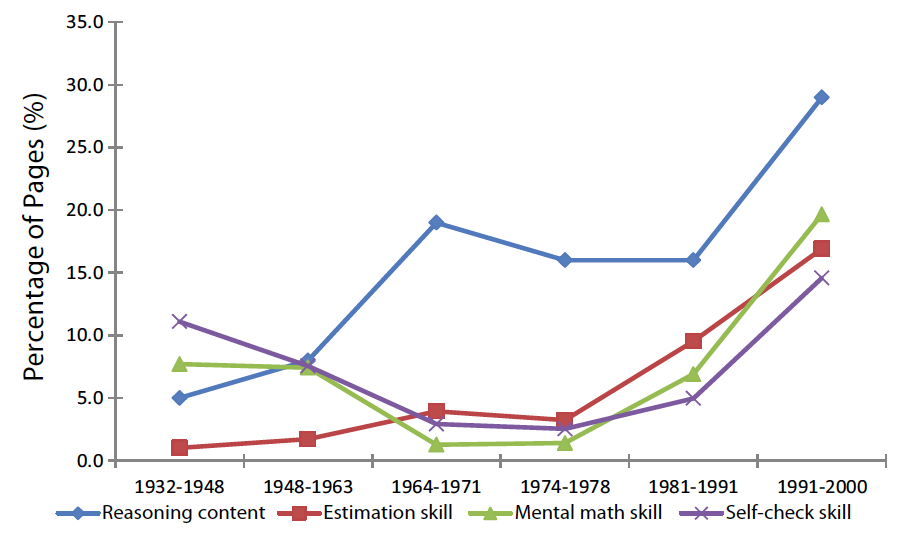 Percentage of Pages (%)
35.0
30.0
25.0
20.0
15.0
10.0
5.0
0.0
1932-1948 1948-1963 1964-1971 1974-1978 1981-1991 1991-2000
Reasoning content Estimation skill Mental math skill Self-check skill